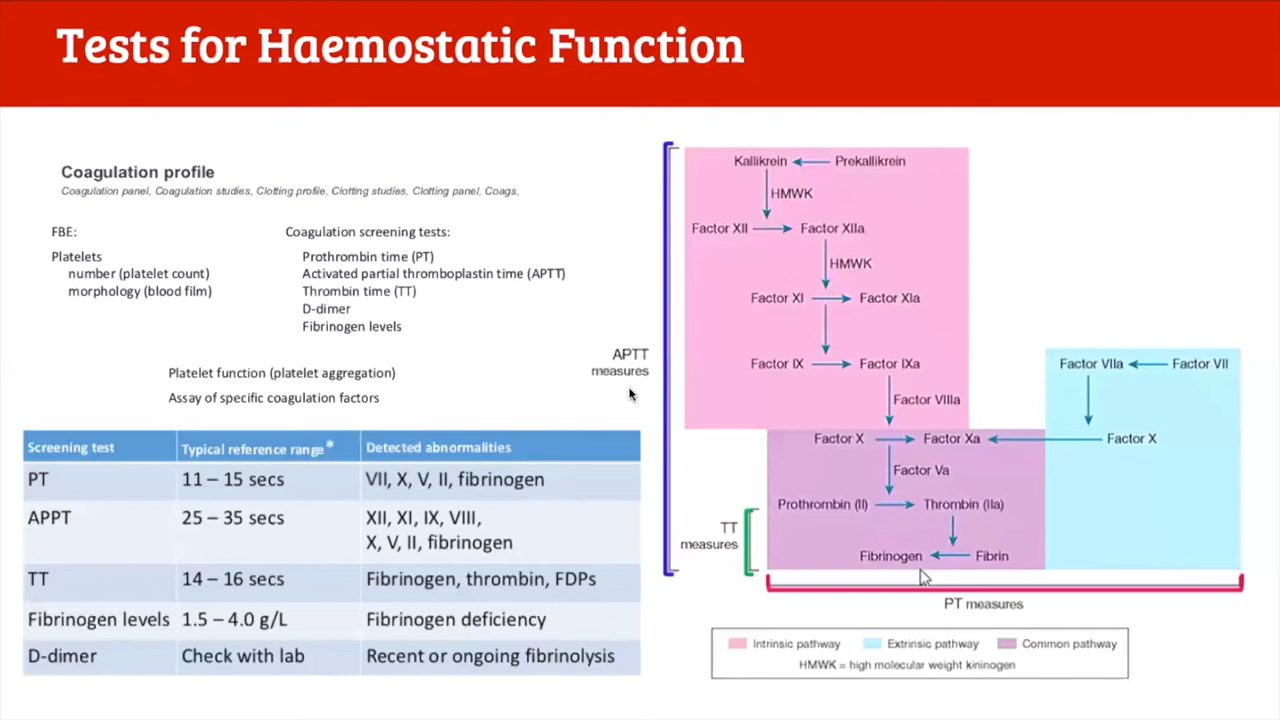 Tests for Haemostatic Function
Coagulation profile
Coagulation panel, Coagulation studies, Clotting profile, Clotting studies, Clotting panel, Coags,
FBE:
Platelets
number (platelet count)
morphology (blood film)
Coagulation screening tests:
Prothrombin time (PT)
Activated partial thromboplastin time (APTT)
Thrombin time (TT)
D-dimer
Fibrinogen levels
Platelet function (platelet aggregation)
Assay of specific coagulation factors
Screening test Typical reference range* Detected abnormalities
PT 11 – 15 secs VII, X, V, II, fibrinogen
APPT 25 – 35 secs XII, XI, IX, VIII,
X, V, II, fibrinogen
TT 14 – 16 secs Fibrinogen, thrombin, FDPs
Fibrinogen levels 1.5 – 4.0 g/L Fibrinogen deficiency
D-dimer Check with lab Recent or ongoing fibrinolysis
APTT
measures
Kallikrein Prekallikrein
HMWK
Factor XII Factor XIIa
HMWK
Factor XI Factor XIa
Factor IX Factor IXa
Factor VIIa Factor VII
Factor VIIIa
Factor X Factor Xa Factor X
Factor Va
Prothrombin (II) Thrombin (IIa)
TT
measures
Fibrinogen Fibrin
PT measures
Intrinsic pathway Extrinsic pathway Common pathway
HMWK = high molecular weight kininogen